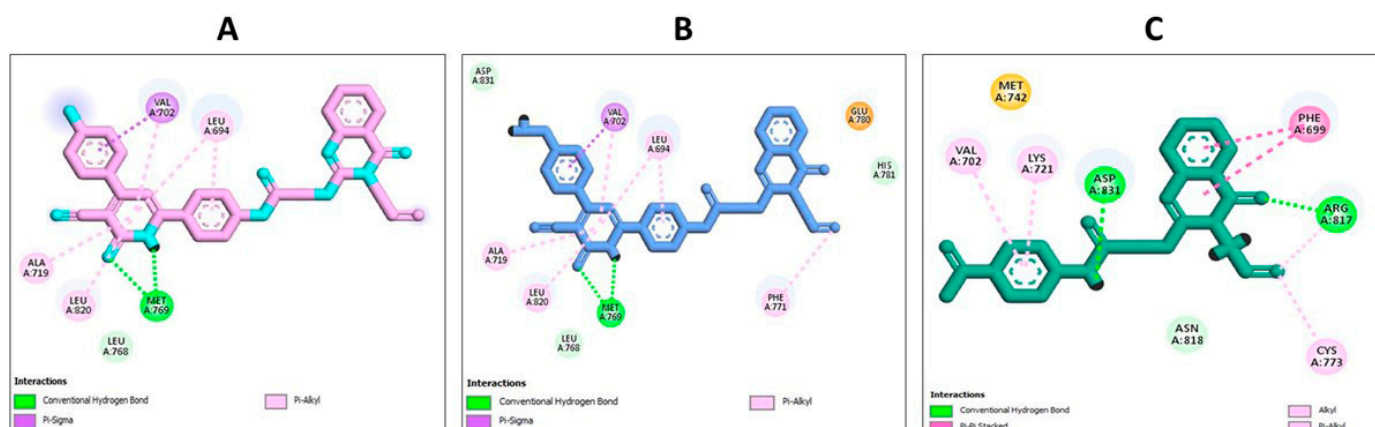 A
B
C
VAL
A:702
LEU
A:694
ALA
A:719
LEU
A:820
MET
A:769
LEU
A:768
Interactions
Conventional Hydrogen Bond
Pi-Sigma
Pi-Alkyl
ASP
A:831
VAL
A:702
LEU
A:694
GLU
A:780
HIS
A:781
ALA
A:719
LEU
A:820
MET
A:769
PHE
A:771
LEU
A:768
Interactions
Conventional Hydrogen Bond
Pi-Sigma
Pi-Alkyl
MET
A:742
PHE
A:699
VAL
A:702
LYS
A:721
ASP
A:831
ARG
A:817
ASN
A:818
CYS
A:773
Interactions
Conventional Hydrogen Bond
Pi-Pi Stacked
Alkyl
Pi-Alkyl